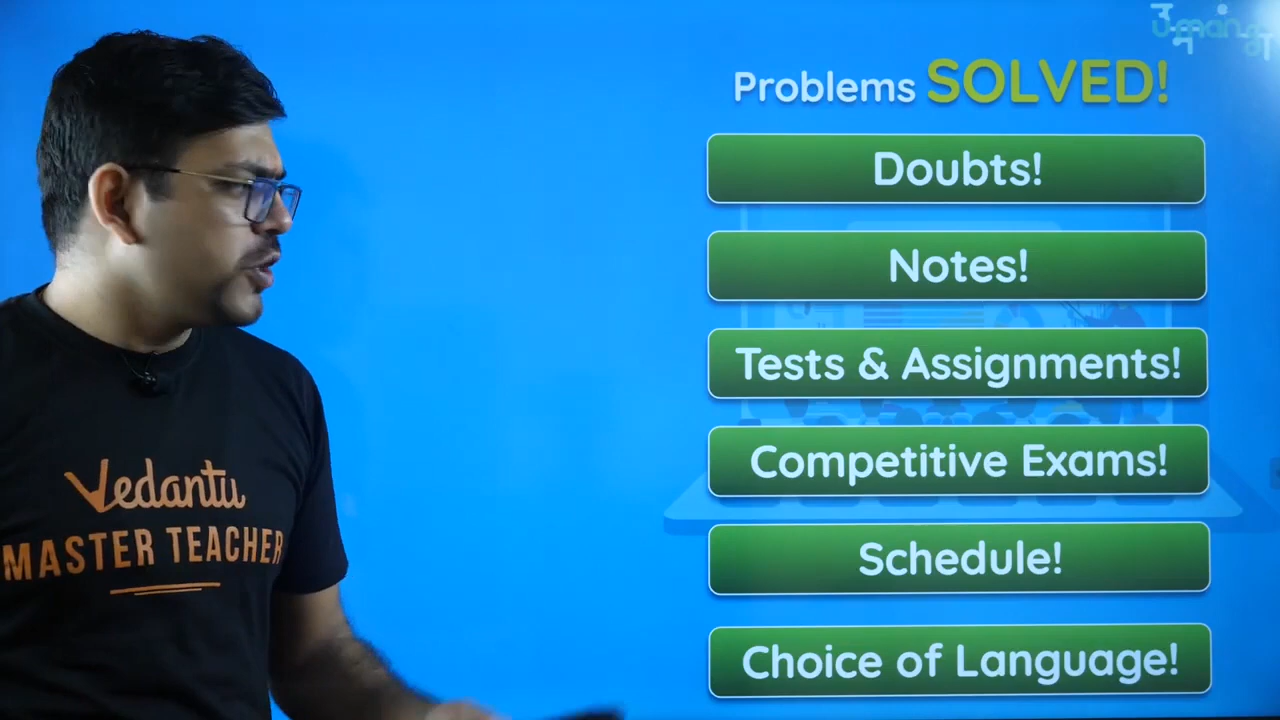 Problems SOLVED!
Doubts!
Notes!
Tests & Assignments!
Competitive Exams!
Schedule!
Choice of Language!
Vedantu
MASTER TEACHER